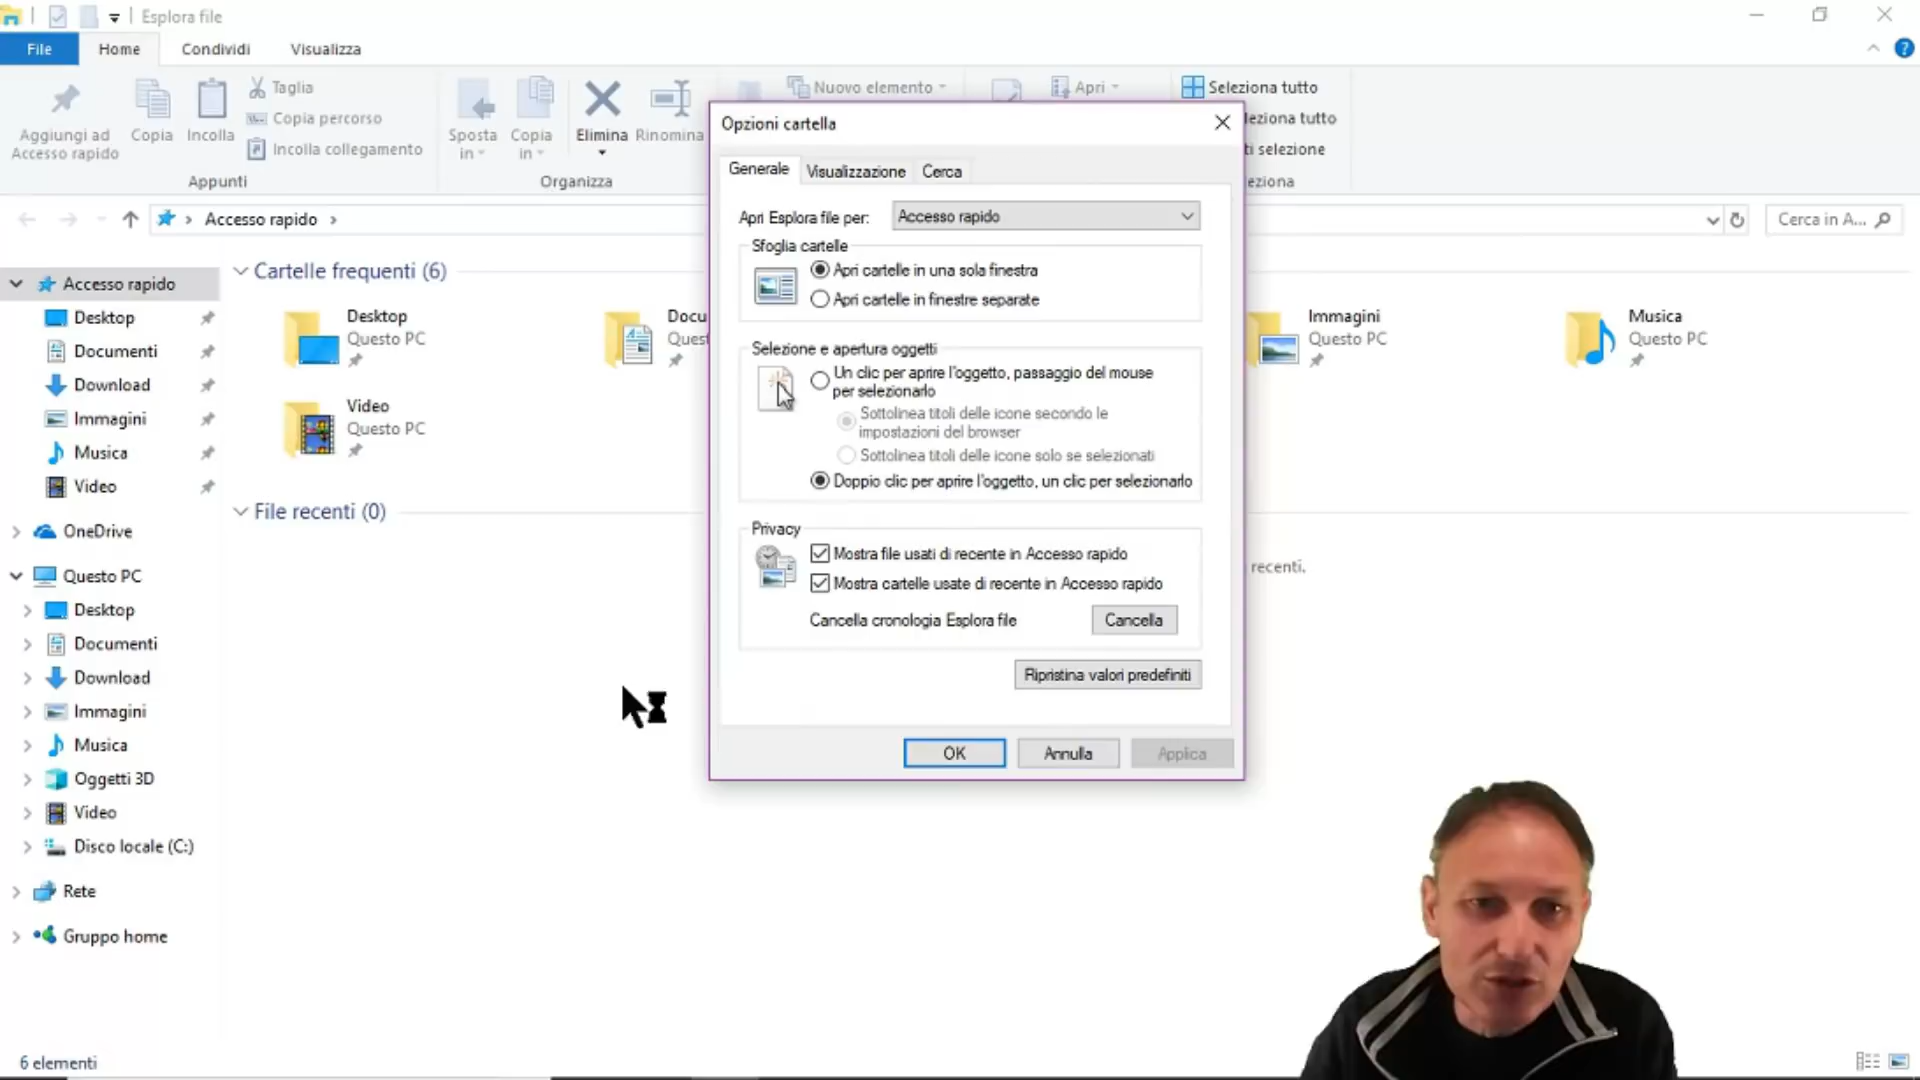 Esplora file
File
Home
Condividi
Visualizza
Aggiungi ad
Accesso rapido
Copia
Incolla
Taglia
Copia percorso
Incolla collegamento
Appunti
Sposta
in
Copia
in
Elimina
Rinomina
Organizza
Nuovo elemento
Apri
Seleziona tutto
leziona tutto
ti selezione
eziona
Accesso rapido
Cerca in A...
Accesso rapido
Desktop
Documenti
Download
Immagini
Musica
Video
OneDrive
Questo PC
Desktop
Documenti
Download
Immagini
Musica
Oggetti 3D
Video
Disco locale (C:)
Rete
Gruppo home
6 elementi
Cartelle frequenti (6)
Desktop
Questo PC
Docu
Quest
Immagini
Questo PC
Musica
Questo PC
Video
Questo PC
File recenti (0)
recenti.
Opzioni cartella
Generale
Visualizzazione
Cerca
Apri Esplora file per:
Accesso rapido
Sfoglia cartelle
Apri cartelle in una sola finestra
Apri cartelle in finestre separate
Selezione e apertura oggetti
Un clic per aprire l'oggetto, passaggio del mouse
per selezionarlo
Sottolinea titoli delle icone secondo le
impostazioni del browser
Sottolinea titoli delle icone solo se selezionati
Doppio clic per aprire l'oggetto, un clic per selezionarlo
Privacy
Mostra file usati di recente in Accesso rapido
Mostra cartelle usate di recente in Accesso rapido
Cancella cronologia Esplora file
Cancella
Ripristina valori predefiniti
OK
Annulla
Applica